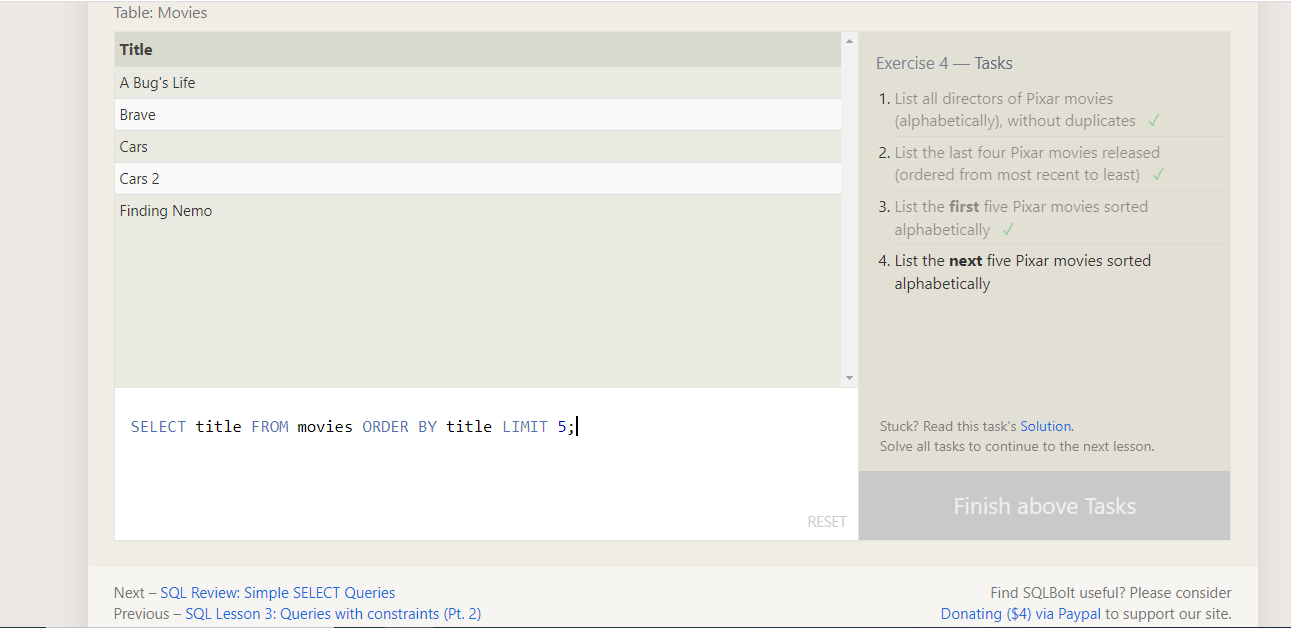 Table: Movies
Title
A Bug's Life
Brave
Cars
Cars 2
Finding Nemo
SELECT title FROM movies ORDER BY title LIMIT 5;
RESET
Exercise 4 — Tasks
1. List all directors of Pixar movies
(alphabetically), without duplicates ✓
2. List the last four Pixar movies released
(ordered from most recent to least) ✓
3. List the first five Pixar movies sorted
alphabetically ✓
4. List the next five Pixar movies sorted
alphabetically
Stuck? Read this task's Solution.
Solve all tasks to continue to the next lesson.
Finish above Tasks
Next – SQL Review: Simple SELECT Queries
Previous – SQL Lesson 3: Queries with constraints (Pt. 2)
Find SQLBolt useful? Please consider
Donating ($4) via Paypal to support our site.